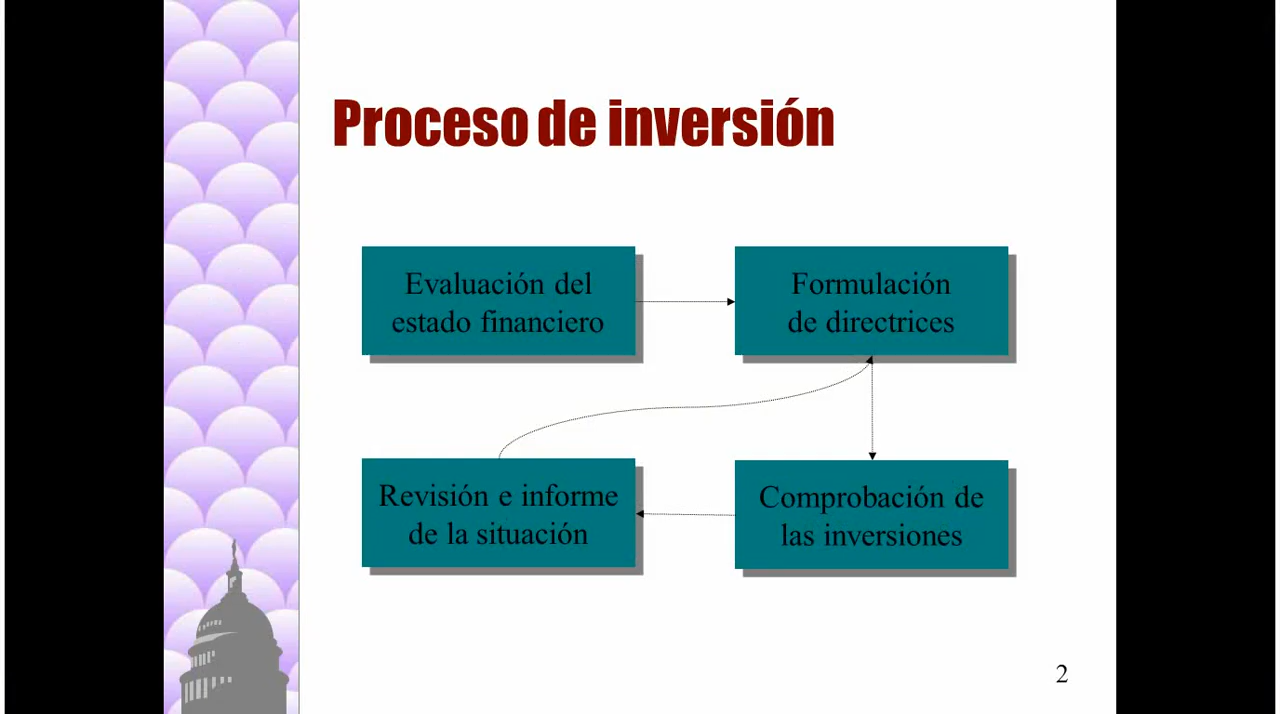 Proceso de inversión
Evaluación del
estado financiero
Formulación
de directrices
Revisión e informe
de la situación
Comprobación de
las inversiones
2